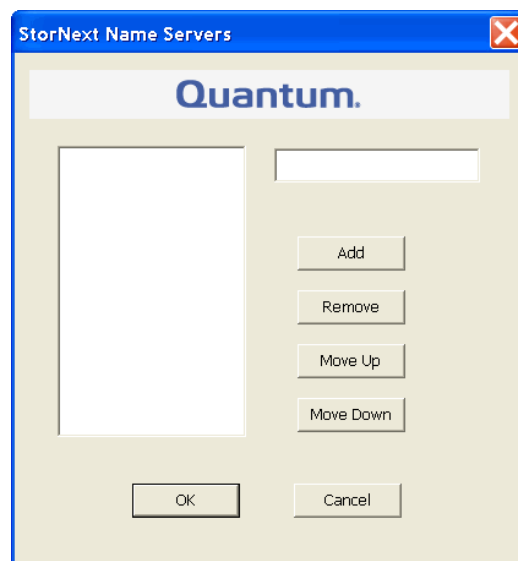 StorNext Name Servers
Quantum.
Add
Remove
Move Up
Move Down
OK
Cancel